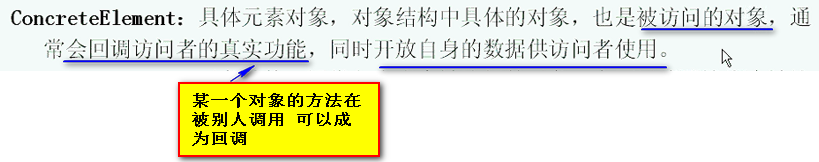 ConcreteElement：具体元素对象，对象结构中具体的对象，也是被访问的对象，通
常会回调访问者的真实功能，同时开放自身的数据供访问者使用。
某一个对象的方法在
被别人调用 可以成
为回调